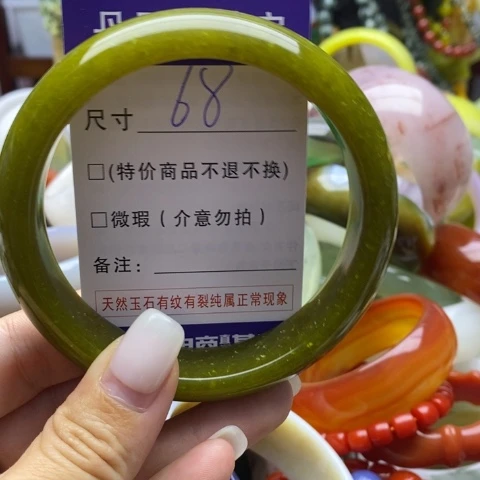 尺寸 68
□(特价商品不退不换)
□微瑕(介意勿拍)
备注:
天然玉石有纹有裂纯属正常现象